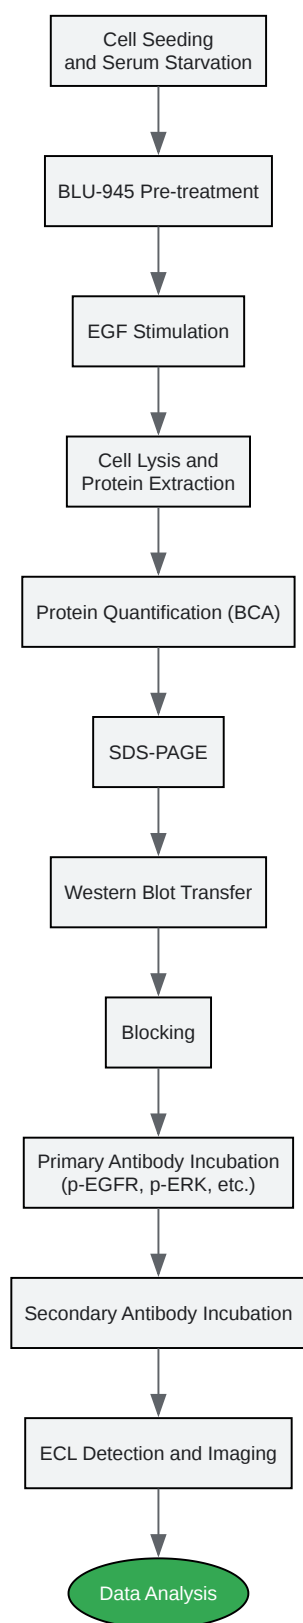 Cell Seeding
and Serum Starvation
BLU-945 Pre-treatment
EGF Stimulation
Cell Lysis and
Protein Extraction
Protein Quantification (BCA)
SDS-PAGE
Western Blot Transfer
Blocking
Primary Antibody Incubation
(p-EGFR, p-ERK, etc.)
Secondary Antibody Incubation
ECL Detection and Imaging
Data Analysis